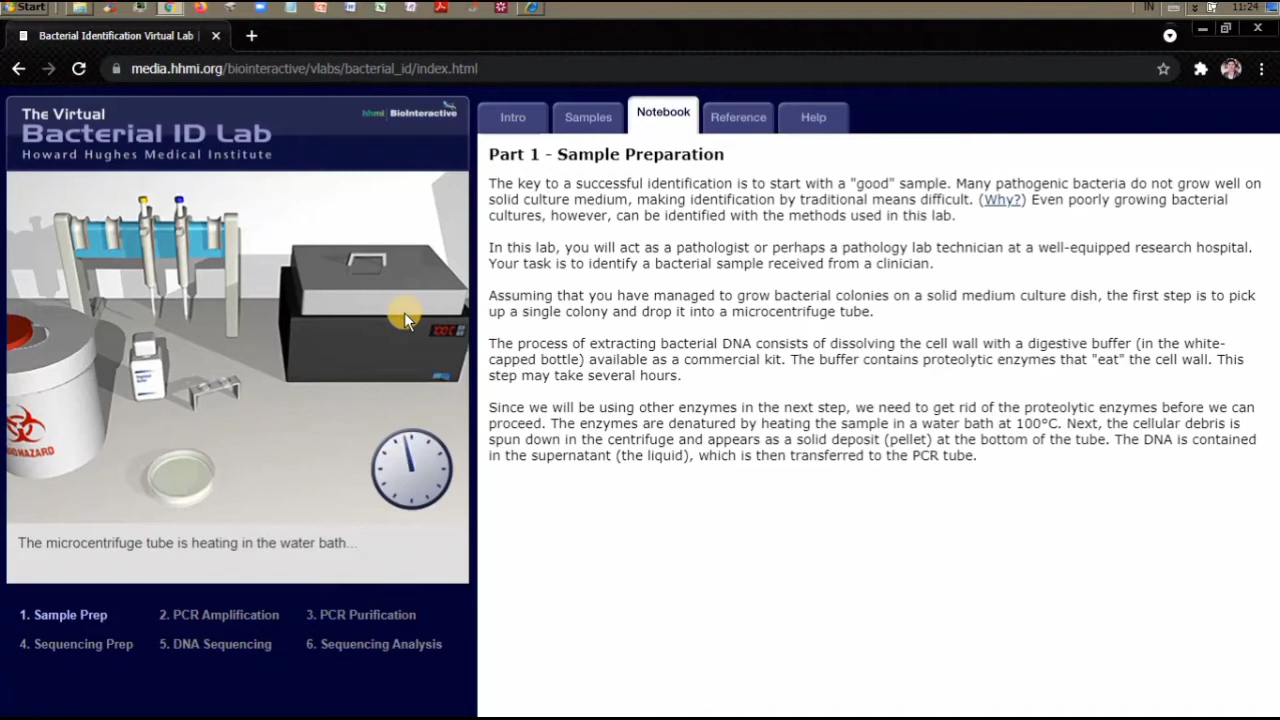 Start
IN
11:24
Bacterial Identification Virtual Lab
media.hhmi.org/biointeractive/vlabs/bacterial_id/index.html
The Virtual
hhmi BioInteractive
Bacterial ID Lab
Howard Hughes Medical Institute
Intro
Samples
Notebook
Reference
Help
Part 1 - Sample Preparation
The key to a successful identification is to start with a "good" sample. Many pathogenic bacteria do not grow well on
solid culture medium, making identification by traditional means difficult. (Why?) Even poorly growing bacterial
cultures, however, can be identified with the methods used in this lab.
In this lab, you will act as a pathologist or perhaps a pathology lab technician at a well-equipped research hospital.
Your task is to identify a bacterial sample received from a clinician.
Assuming that you have managed to grow bacterial colonies on a solid medium culture dish, the first step is to pick
up a single colony and drop it into a microcentrifuge tube.
The process of extracting bacterial DNA consists of dissolving the cell wall with a digestive buffer (in the white-
capped bottle) available as a commercial kit. The buffer contains proteolytic enzymes that "eat" the cell wall. This
step may take several hours.
Since we will be using other enzymes in the next step, we need to get rid of the proteolytic enzymes before we can
proceed. The enzymes are denatured by heating the sample in a water bath at 100°C. Next, the cellular debris is
spun down in the centrifuge and appears as a solid deposit (pellet) at the bottom of the tube. The DNA is contained
in the supernatant (the liquid), which is then transferred to the PCR tube.
100C
The microcentrifuge tube is heating in the water bath...
1. Sample Prep
2. PCR Amplification
3. PCR Purification
4. Sequencing Prep
5. DNA Sequencing
6. Sequencing Analysis